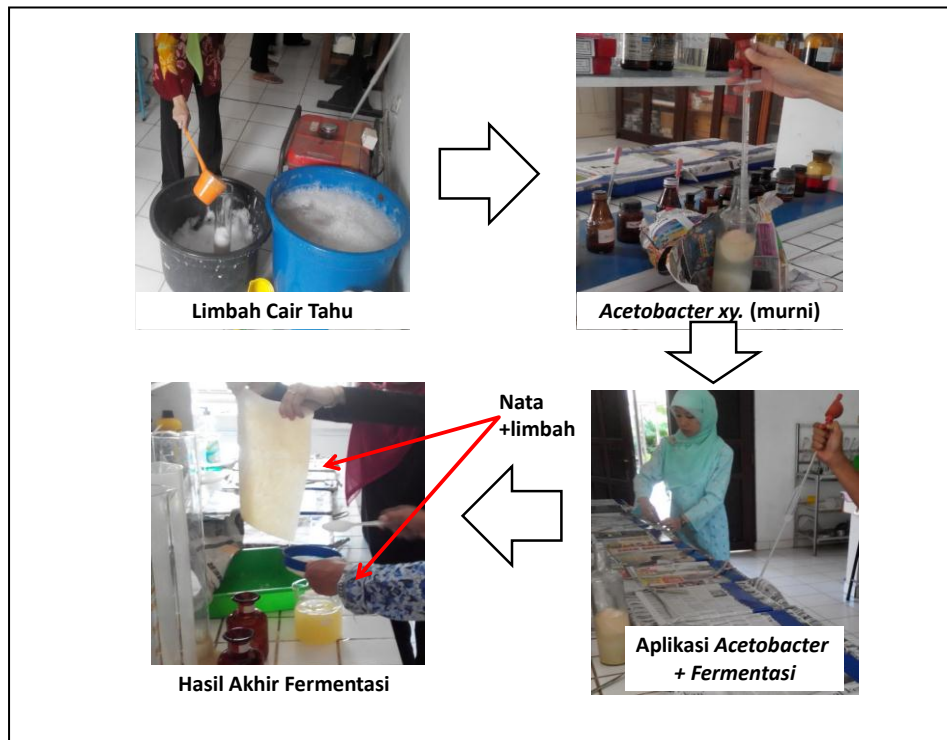 Limbah Cair Tahu
Acetobacter xy. (murni)
Nata
+limbah
Aplikasi Acetobacter
+ Fermentasi
Hasil Akhir Fermentasi